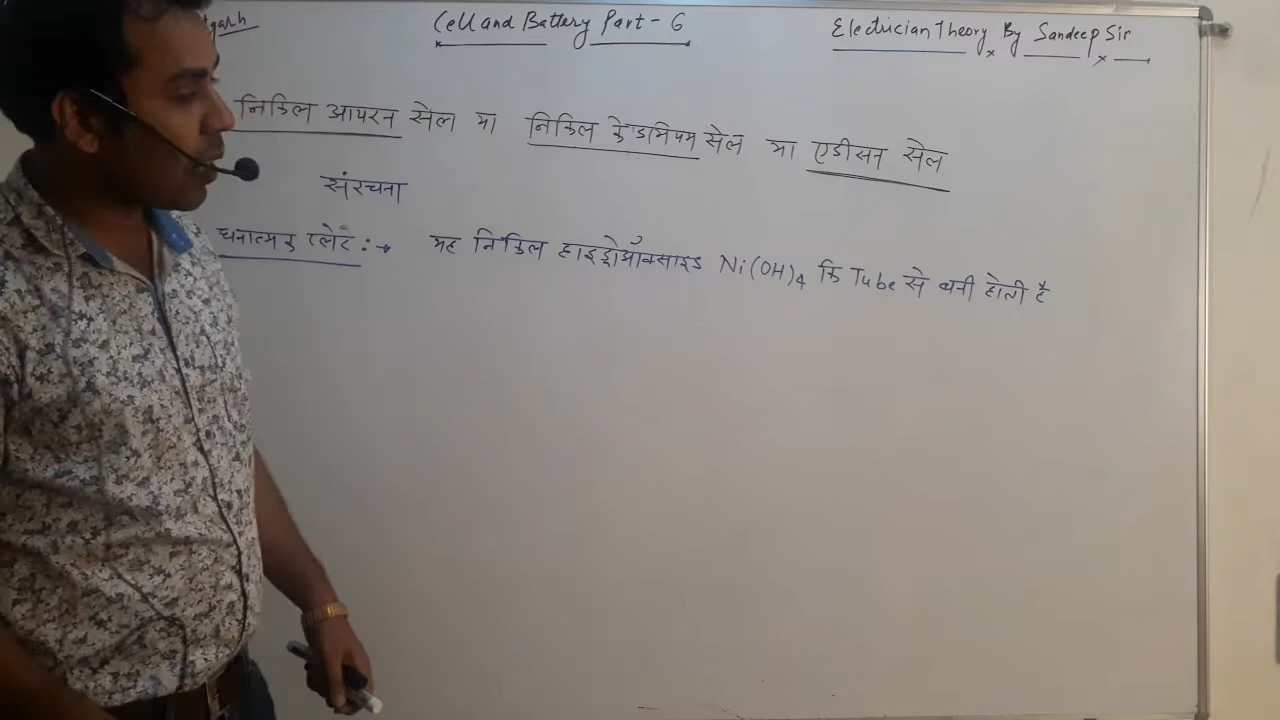 garh
Cell and Battery Part - 6
Electrician Theory By Sandeep Sir
निकिल आयरन सेल या निकिल केडमियम सेल या एडीसन सेल
संरचना
धनात्मक प्लेट :→ यह निकिल हाइड्रोऑक्साइड Ni(OH)4 कि Tube से बनी होती है